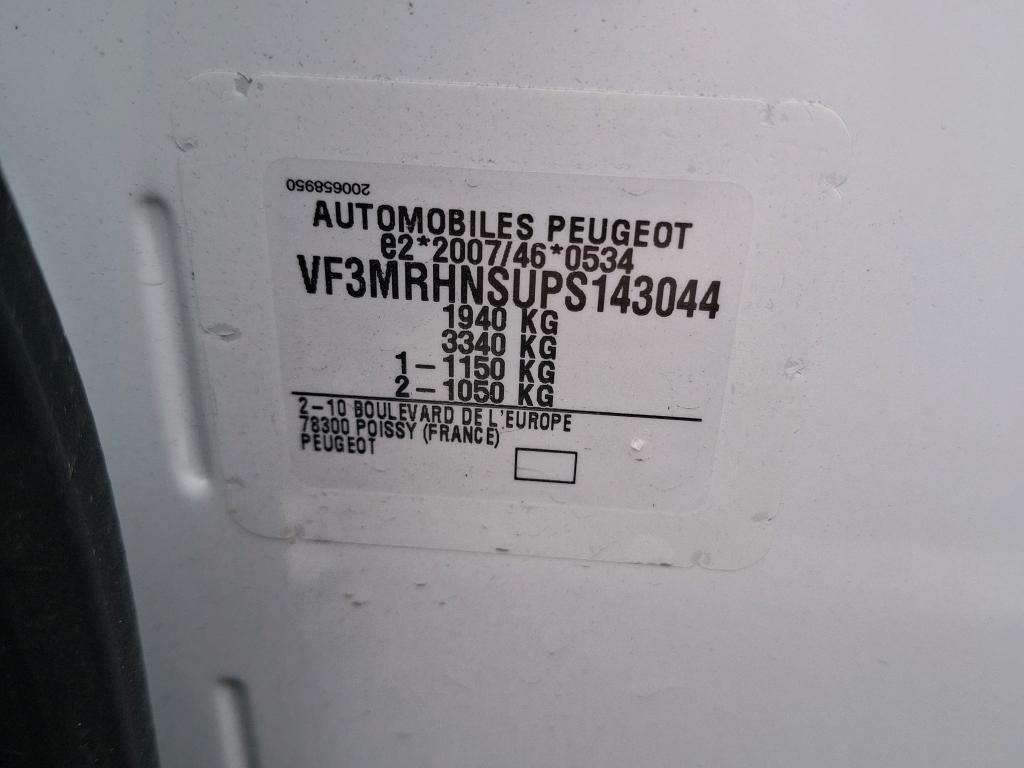 200658950
AUTOMOBILES PEUGEOT
e2*2007/46*0534
VF3MRHNSUPS143044
1940 KG
3340 KG
1-1150 KG
2-1050 KG
2-10 BOULEVARD DE L'EUROPE
78300 POISSY (FRANCE)
PEUGEOT